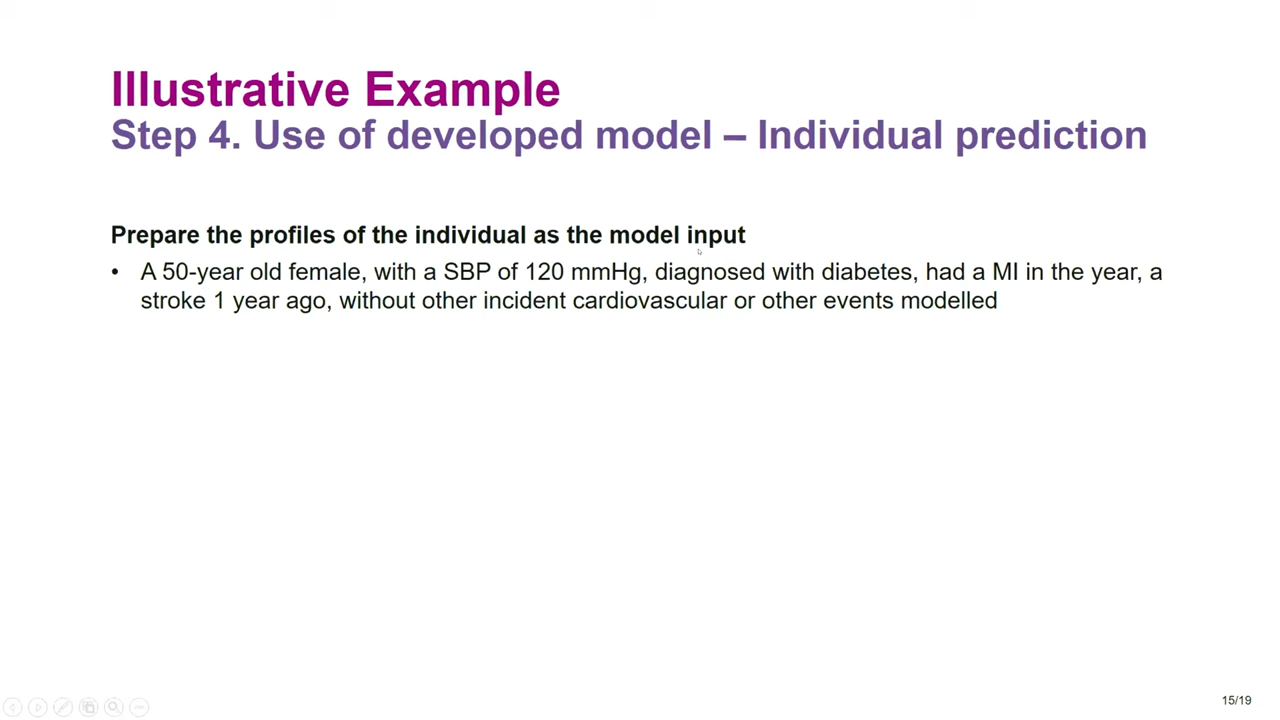 Illustrative Example
Step 4. Use of developed model – Individual prediction
Prepare the profiles of the individual as the model input
• A 50-year old female, with a SBP of 120 mmHg, diagnosed with diabetes, had a MI in the year, a
stroke 1 year ago, without other incident cardiovascular or other events modelled
15/19